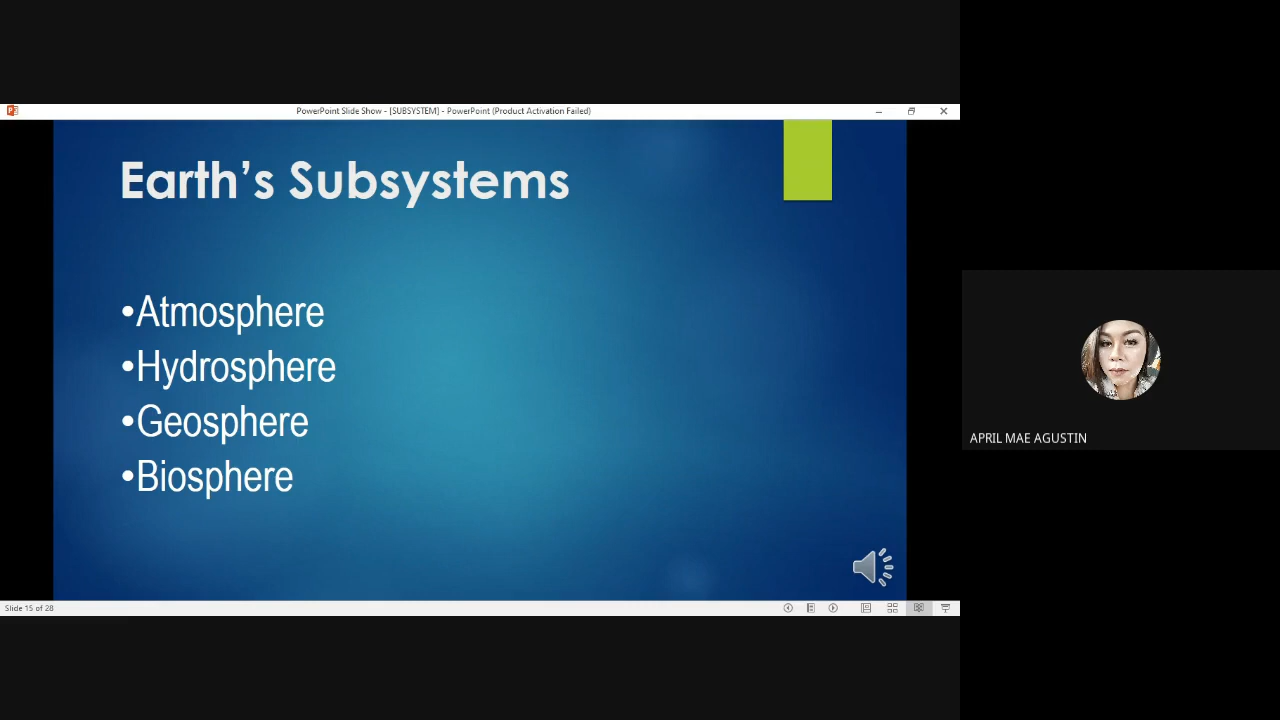 PowerPoint Slide Show - [SUBSYSTEM] - PowerPoint (Product Activation Failed)
Earth’s Subsystems
•Atmosphere
•Hydrosphere
•Geosphere
•Biosphere
APRIL MAE AGUSTIN
Slide 15 of 28